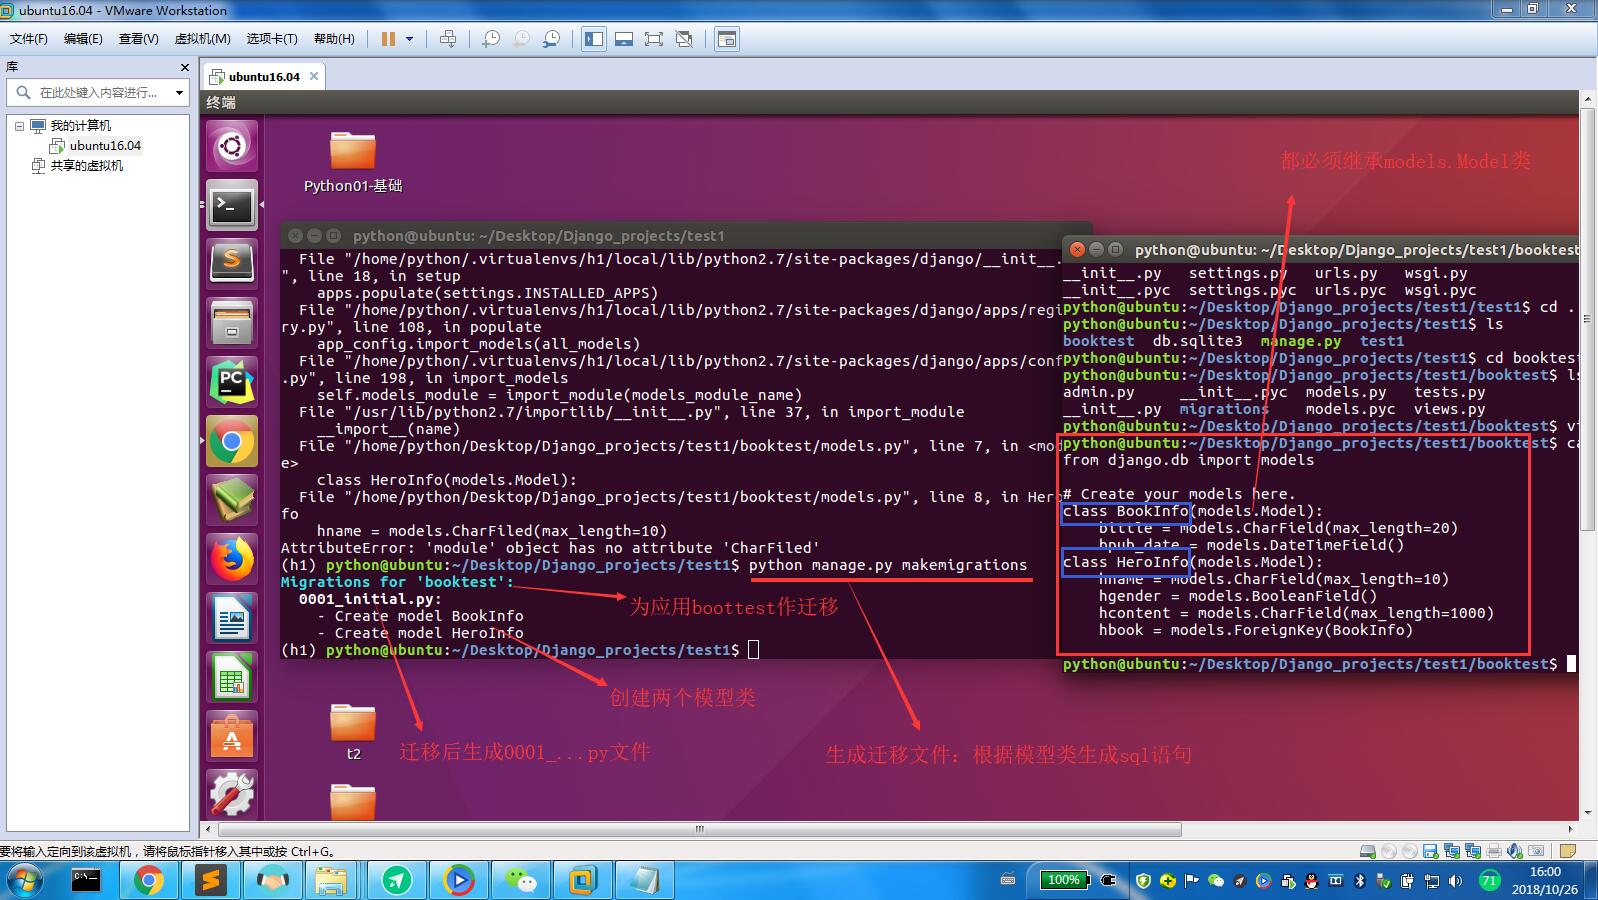 ubuntu16.04 - VMware Workstation
文件(F) 编辑(E) 查看(V) 虚拟机(M) 选项卡(T) 帮助(H)
库
在此处键入内容进行...
我的计算机
ubuntu16.04
共享的虚拟机
ubuntu16.04
终端
Python01-基础
都必须继承models.Model类
python@ubuntu: ~/Desktop/Django_projects/test1
File "/home/python/.virtualenvs/h1/local/lib/python2.7/site-packages/django/__init__.
", line 18, in setup
apps.populate(settings.INSTALLED_APPS)
File "/home/python/.virtualenvs/h1/local/lib/python2.7/site-packages/django/apps/regi
ry.py", line 108, in populate
app_config.import_models(all_models)
File "/home/python/.virtualenvs/h1/local/lib/python2.7/site-packages/django/apps/conf
.py", line 198, in import_models
self.models_module = import_module(models_module_name)
File "/usr/lib/python2.7/importlib/__init__.py", line 37, in import_module
__import__(name)
File "/home/python/Desktop/Django_projects/test1/booktest/models.py", line 7, in <mod
e>
class HeroInfo(models.Model):
File "/home/python/Desktop/Django_projects/test1/booktest/models.py", line 8, in Her
fo
hname = models.CharFiled(max_length=10)
AttributeError: 'module' object has no attribute 'CharFiled'
(h1) python@ubuntu:~/Desktop/Django_projects/test1$ python manage.py makemigrations
Migrations for 'booktest':
0001_initial.py:
- Create model BookInfo
- Create model HeroInfo
(h1) python@ubuntu:~/Desktop/Django_projects/test1$
为应用boottest作迁移
创建两个模型类
迁移后生成0001_...py文件
生成迁移文件：根据模型类生成sql语句
t2
python@ubuntu: ~/Desktop/Django_projects/test1/booktest
__init__.py settings.py urls.py wsgi.py
__init__.pyc settings.pyc urls.pyc wsgi.pyc
python@ubuntu:~/Desktop/Django_projects/test1/test1$ cd .
python@ubuntu:~/Desktop/Django_projects/test1$ ls
booktest db.sqlite3 manage.py test1
python@ubuntu:~/Desktop/Django_projects/test1$ cd booktest
python@ubuntu:~/Desktop/Django_projects/test1/booktest$ ls
admin.py __init__.pyc models.py tests.py
__init__.py migrations models.pyc views.py
python@ubuntu:~/Desktop/Django_projects/test1/booktest$ vi
python@ubuntu:~/Desktop/Django_projects/test1/booktest$ ca
from django.db import models
# Create your models here.
class BookInfo(models.Model):
btitle = models.CharField(max_length=20)
bpub_date = models.DateTimeField()
class HeroInfo(models.Model):
hname = models.CharField(max_length=10)
hgender = models.BooleanField()
hcontent = models.CharField(max_length=1000)
hbook = models.ForeignKey(BookInfo)
python@ubuntu:~/Desktop/Django_projects/test1/booktest$
要将输入定向到该虚拟机，请将鼠标指针移入其中或按 Ctrl+G。
100%
71
16:00
2018/10/26